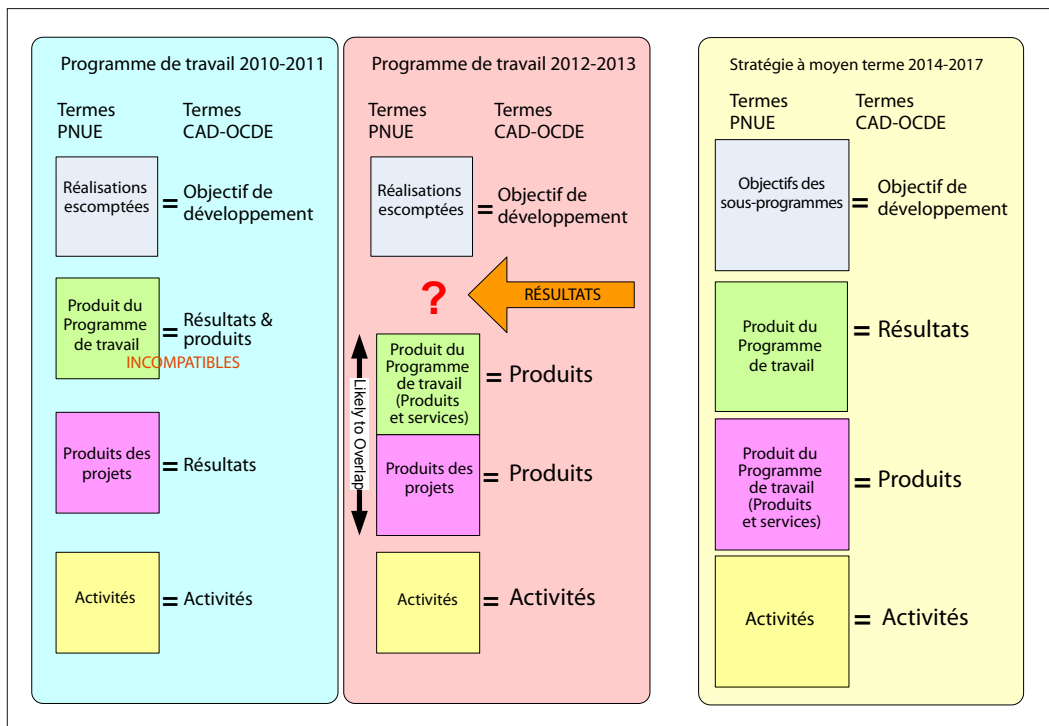 Programme de travail 2010-2011
Termes
PNUE
Termes
CAD-OCDE
Réalisations
escomptées
=
Objectif de
développement
Produit du
Programme
de travail
=
Résultats &
produits
INCOMPATIBLES
Produits des
projets
=
Résultats
Activités
=
Activités
Programme de travail 2012-2013
Termes
PNUE
Termes
CAD-OCDE
Réalisations
escomptées
=
Objectif de
développement
?
RÉSULTATS
Likely to Overlap
Produit du
Programme
de travail
(Produits
et services)
=
Produits
Produits des
projets
=
Produits
Activités
=
Activités
Stratégie à moyen terme 2014-2017
Termes
PNUE
Termes
CAD-OCDE
Objectifs des
sous-programmes
=
Objectif de
développement
Produit du
Programme
de travail
=
Résultats
Produit du
Programme
de travail
(Produits
et services)
=
Produits
Activités
=
Activités